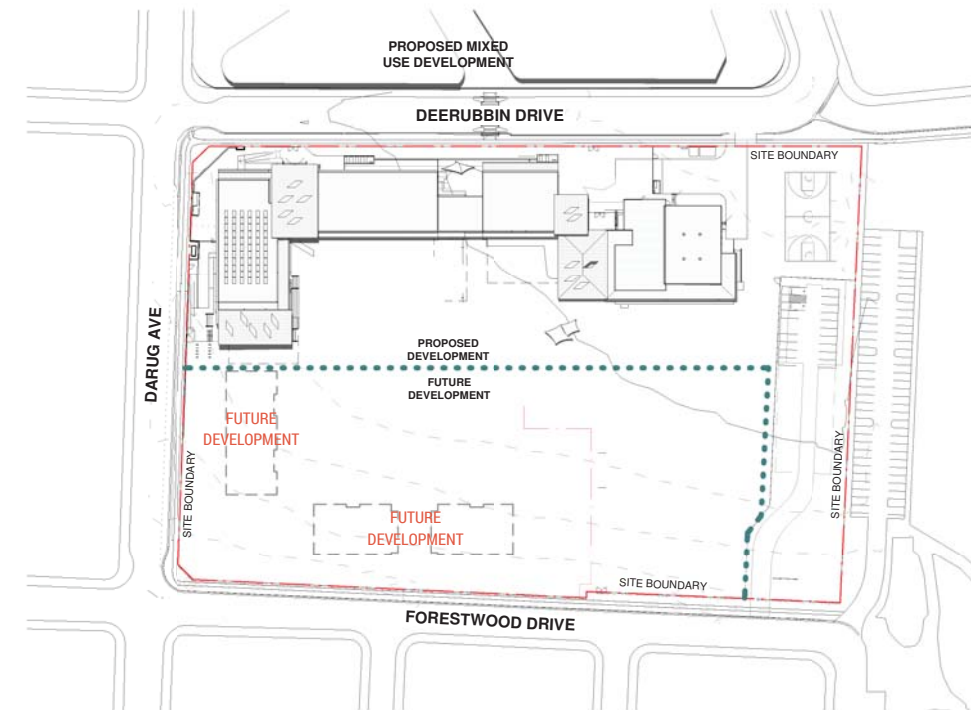 PROPOSED MIXED
USE DEVELOPMENT
DEERUBBIN DRIVE
SITE BOUNDARY
DARUG AVE
PROPOSED
DEVELOPMENT
FUTURE
DEVELOPMENT
FUTURE
DEVELOPMENT
SITE BOUNDARY
SITE BOUNDARY
FUTURE
DEVELOPMENT
SITE BOUNDARY
FORESTWOOD DRIVE